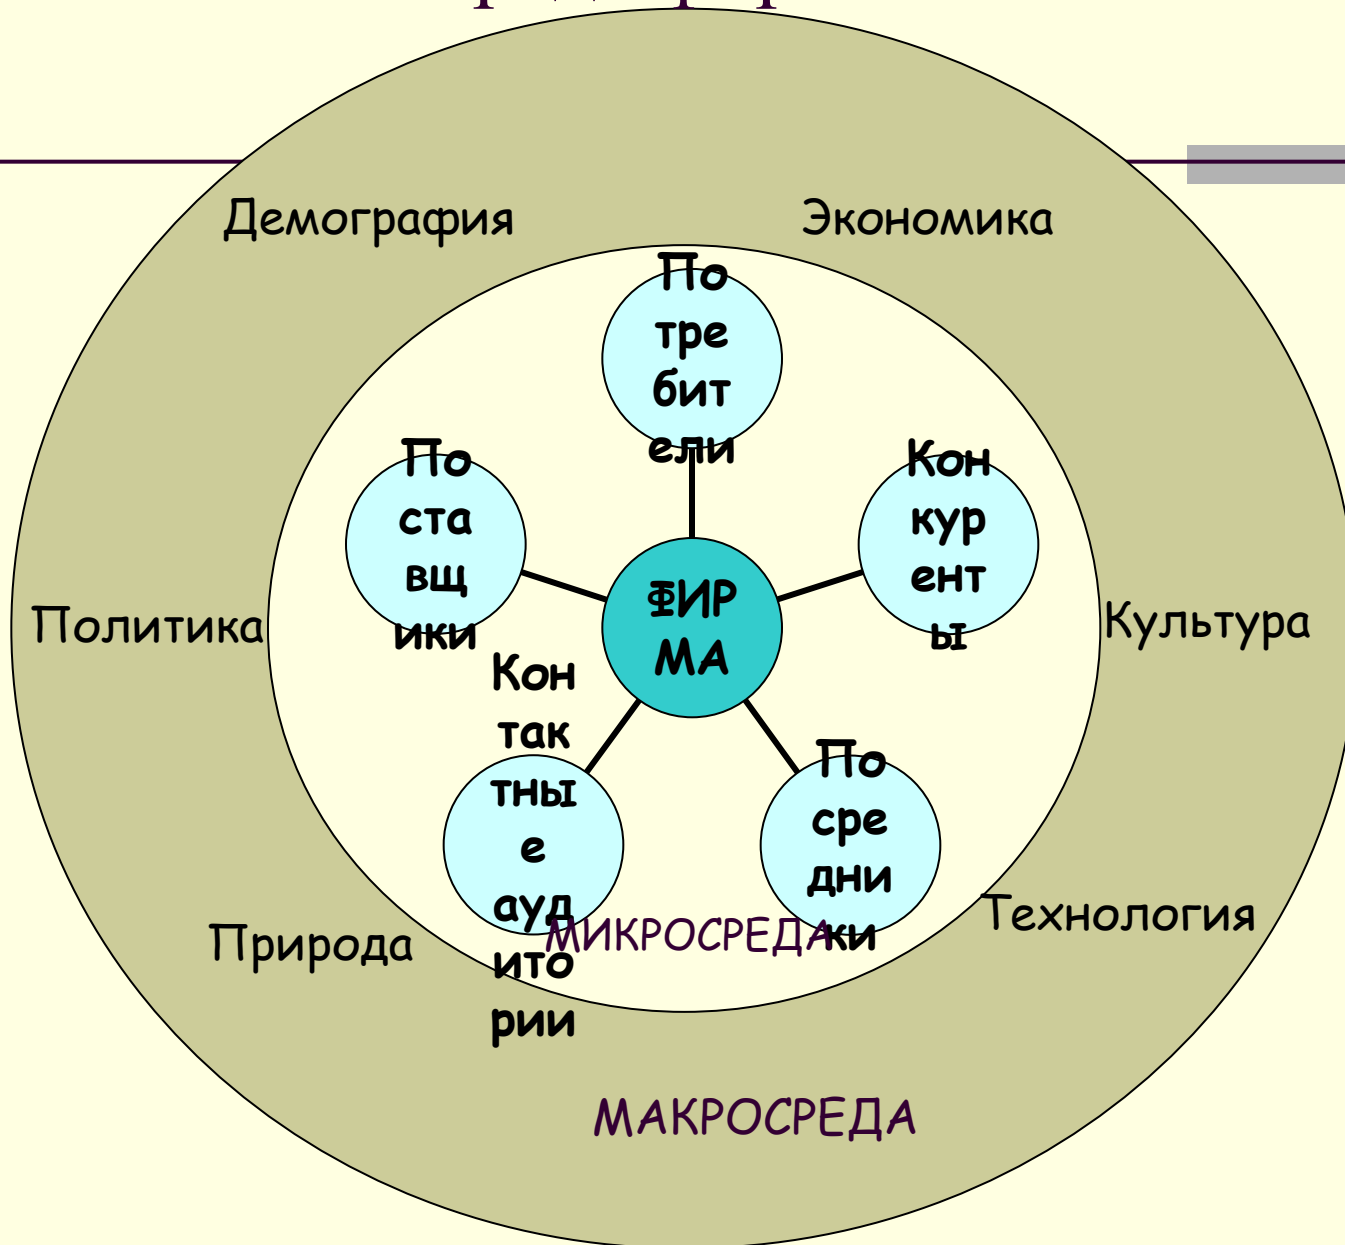 Демография
Экономика
По
тре
бит
ели
По
ста
вщ
ики
Кон
кур
ент
ы
ФИР
МА
Политика
Культура
Кон
так
тны
е
ауд
ито
рии
По
сре
дни
ки
МИКРОСРЕДА
Природа
Технология
МАКРОСРЕДА